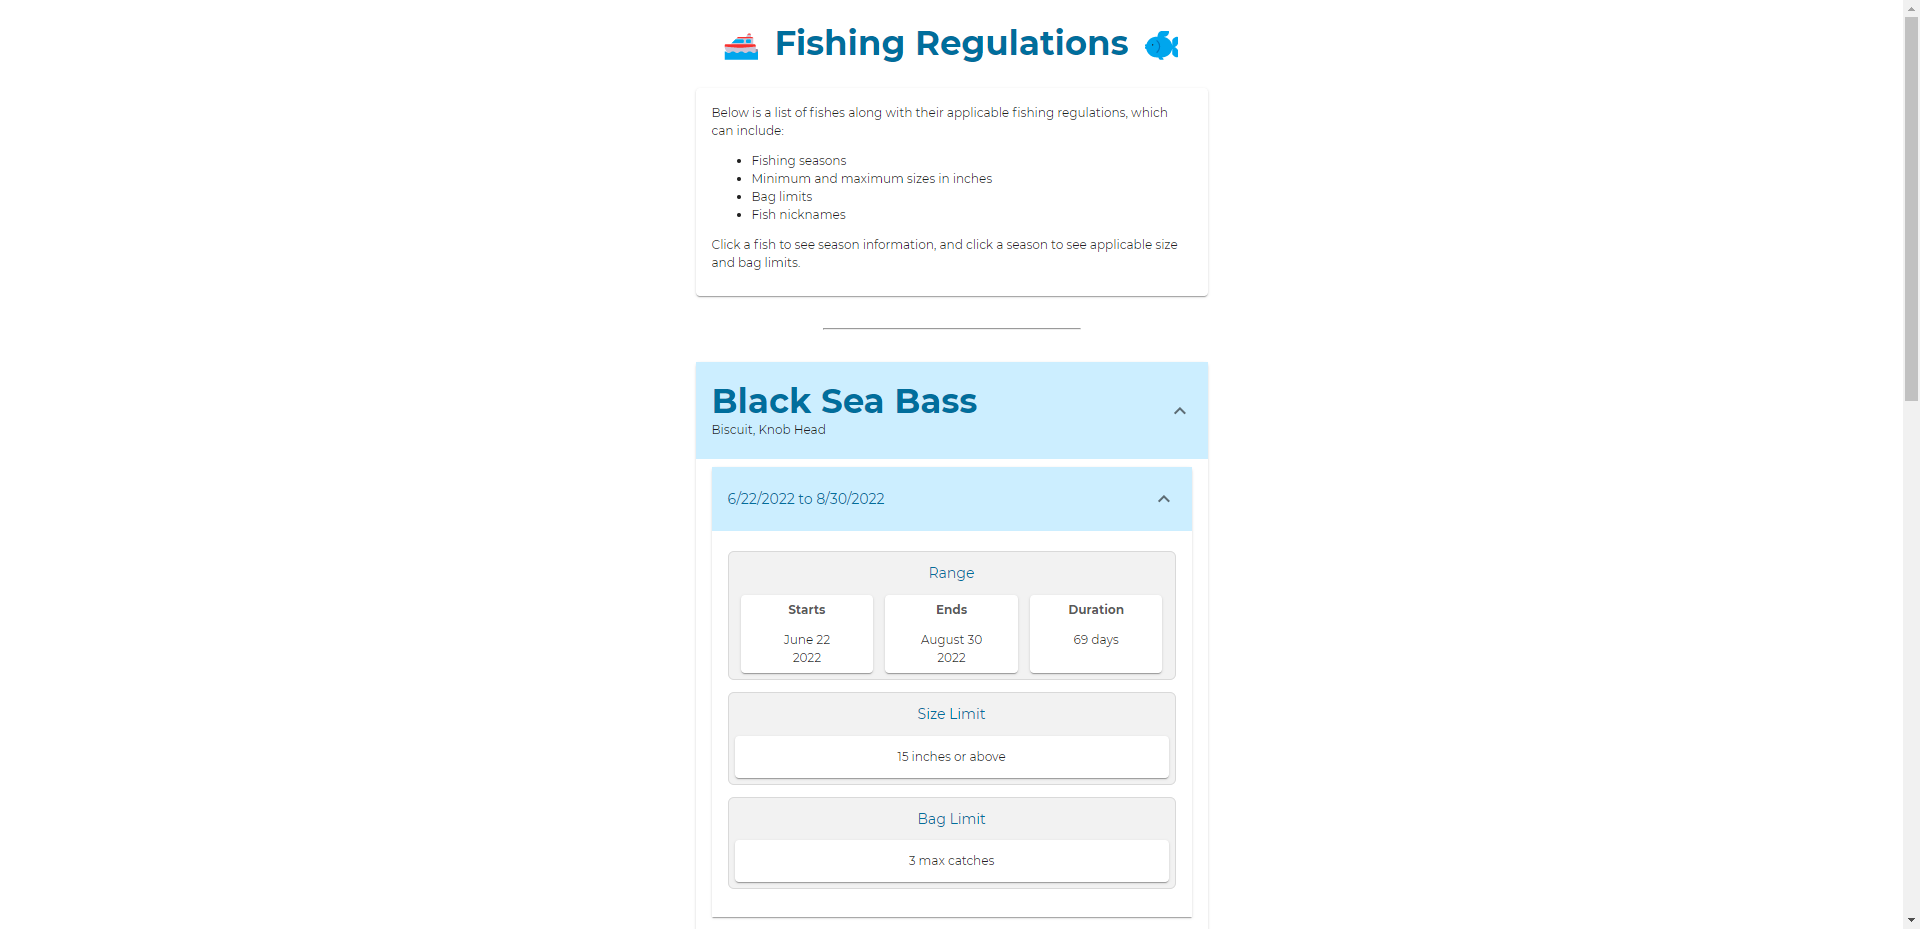 Fishing Regulations
Below is a list of fishes along with their applicable fishing regulations, which
can include:
Fishing seasons
Minimum and maximum sizes in inches
Bag limits
Fish nicknames
Click a fish to see season information, and click a season to see applicable size
and bag limits.
Black Sea Bass
Biscuit, Knob Head
6/22/2022 to 8/30/2022
Range
Starts
June 22
2022
Ends
August 30
2022
Duration
69 days
Size Limit
15 inches or above
Bag Limit
3 max catches